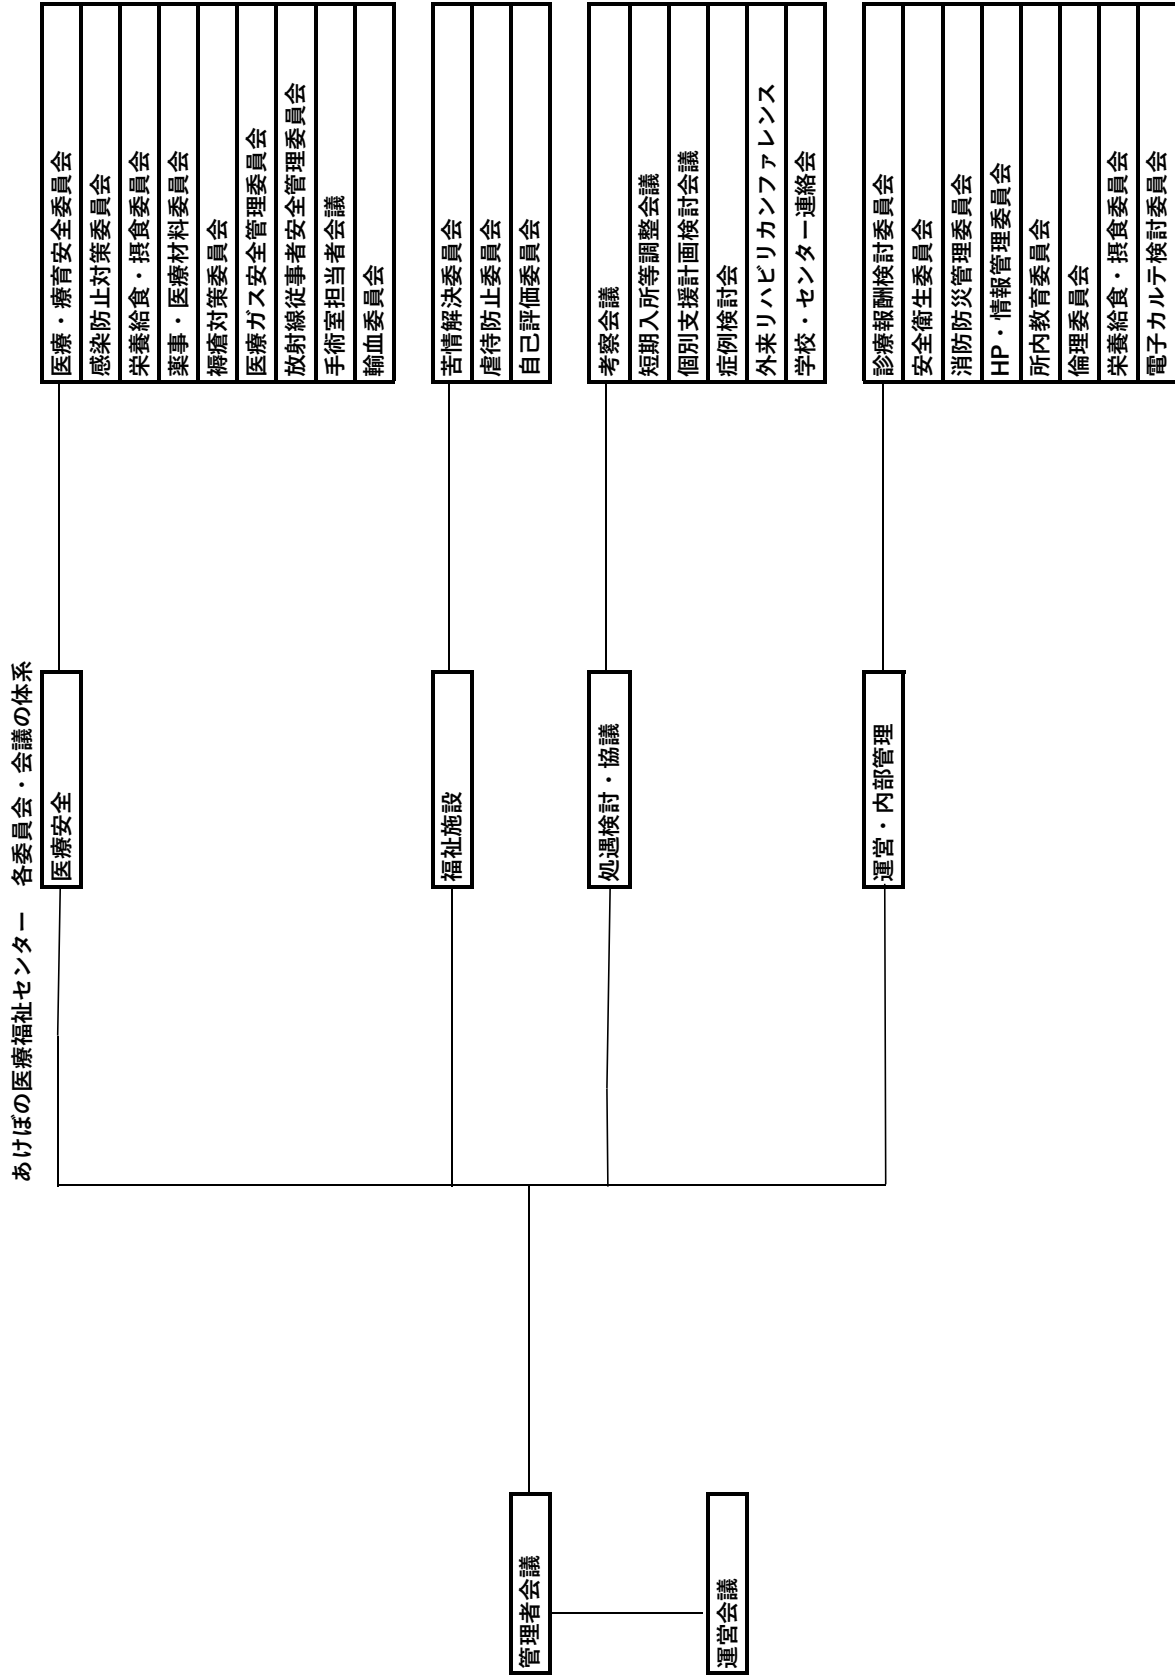 あけぼの医療福祉センター　各委員会・会議の体系
管理者会議
運営会議
医療安全
医療・療育安全委員会
感染防止対策委員会
栄養給食・摂食委員会
薬事・医療材料委員会
褥瘡対策委員会
医療ガス安全管理委員会
放射線従事者安全管理委員会
手術室担当者会議
輸血委員会
福祉施設
苦情解決委員会
虐待防止委員会
自己評価委員会
処遇検討・協議
考察会議
短期入所等調整会議
個別支援計画検討会議
症例検討会
外来リハビリカンファレンス
学校・センター連絡会
運営・内部管理
診療報酬検討委員会
安全衛生委員会
消防防災管理委員会
HP・情報管理委員会
所内教育委員会
倫理委員会
栄養給食・摂食委員会
電子カルテ検討委員会